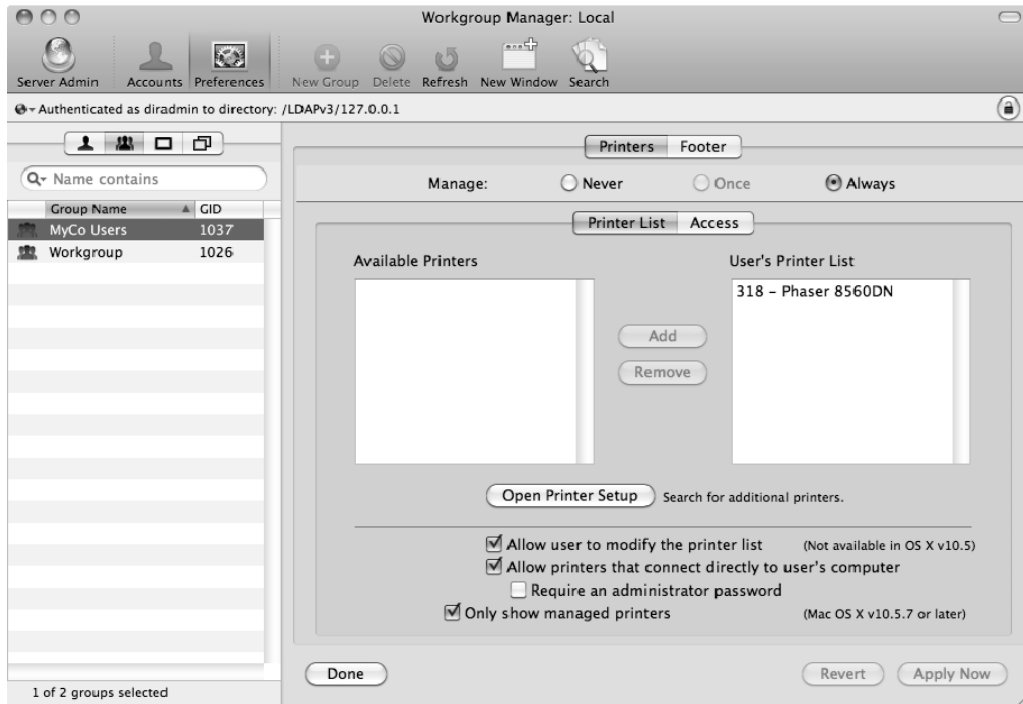 Workgroup Manager: Local
Server Admin Accounts Preferences New Group Delete Refresh New Window Search
Authenticated as diradmin to directory: /LDAPv3/127.0.0.1
Printers Footer
Name contains
Manage: Never Once Always
Group Name GID
MyCo Users 1037
Workgroup 1026
Printer List Access
Available Printers User's Printer List
318 - Phaser 8560DN
Add
Remove
Open Printer Setup Search for additional printers.
Allow user to modify the printer list (Not available in OS X v10.5)
Allow printers that connect directly to user's computer
Require an administrator password
Only show managed printers (Mac OS X v10.5.7 or later)
Done Revert Apply Now
1 of 2 groups selected